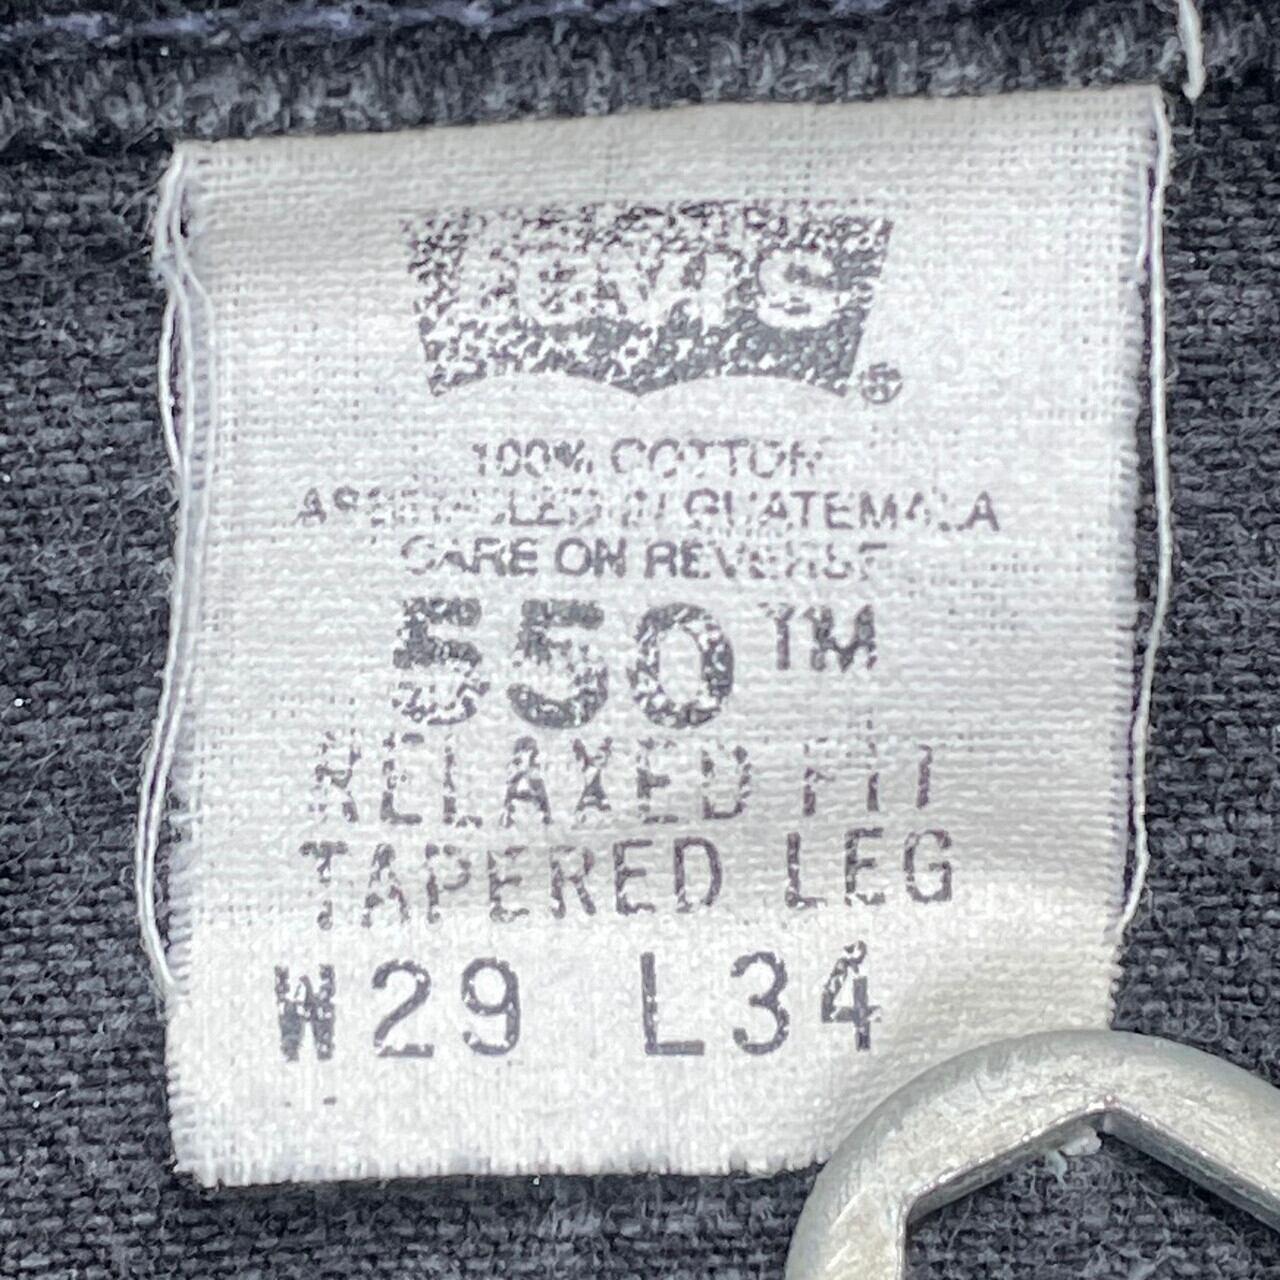 Levi's ®
100% COTTON
ASSEMBLED IN GUATEMALA
CARE ON REVERSE
550™
RELAXED FIT
TAPERED LEG
W29 L34